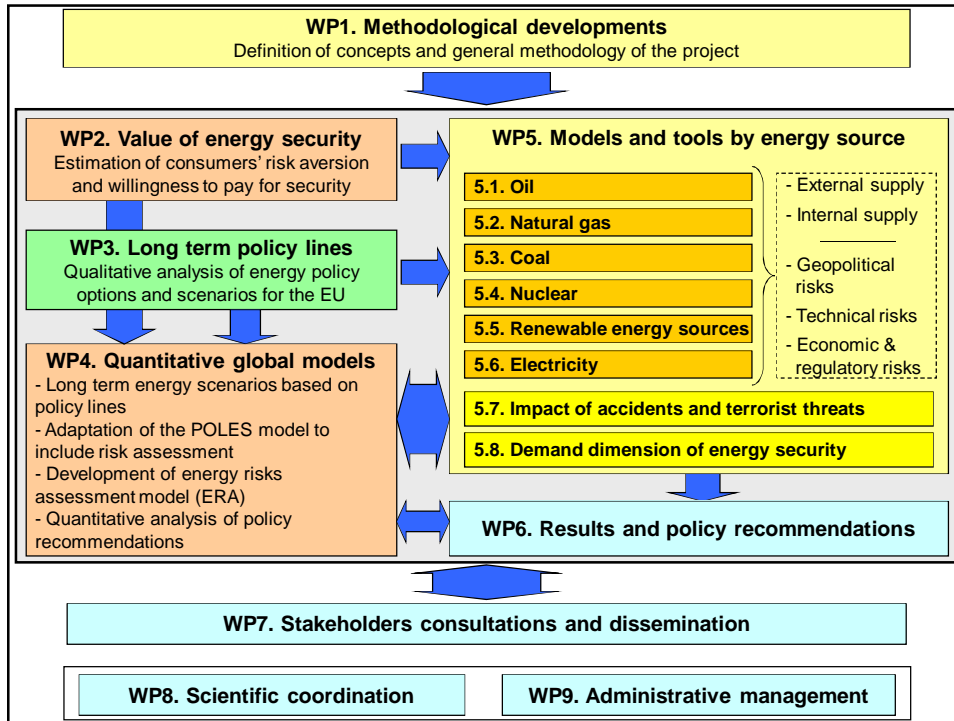 WP1. Methodological developments
Definition of concepts and general methodology of the project
WP2. Value of energy security
Estimation of consumers' risk aversion
and willingness to pay for security
WP3. Long term policy lines
Qualitative analysis of energy policy
options and scenarios for the EU
WP4. Quantitative global models
- Long term energy scenarios based on
policy lines
- Adaptation of the POLES model to
include risk assessment
- Development of energy risks
assessment model (ERA)
- Quantitative analysis of policy
recommendations
WP5. Models and tools by energy source
5.1. Oil
5.2. Natural gas
5.3. Coal
5.4. Nuclear
5.5. Renewable energy sources
5.6. Electricity
- External supply
- Internal supply
- Geopolitical
risks
- Technical risks
- Economic &
regulatory risks
5.7. Impact of accidents and terrorist threats
5.8. Demand dimension of energy security
WP6. Results and policy recommendations
WP7. Stakeholders consultations and dissemination
WP8. Scientific coordination
WP9. Administrative management